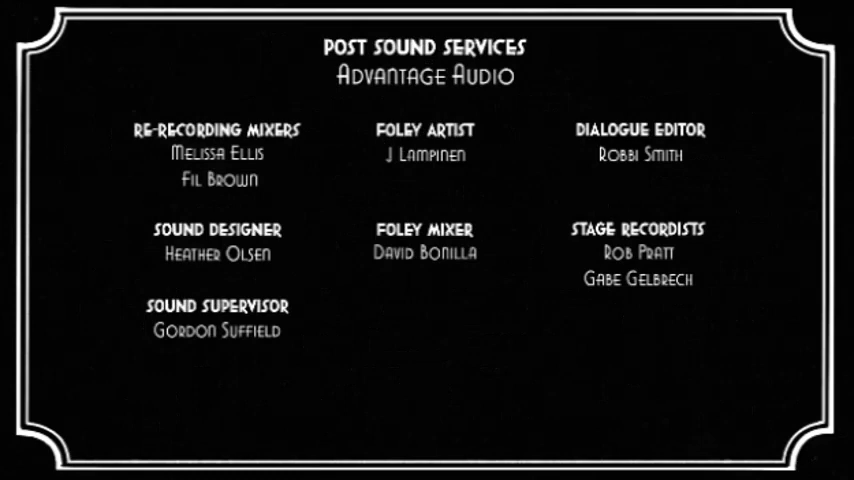 POST SOUND SERVICES
ADVANTAGE AUDIO
RE-RECORDING MIXERS
MELISSA ELLIS
FIL BROWN
SOUND DESIGNER
HEATHER OLSEN
SOUND SUPERVISOR
GORDON SUFFIELD
FOLEY ARTIST
J LAMPINEN
FOLEY MIXER
DAVID BONILLA
DIALOGUE EDITOR
ROBBI SMITH
STAGE RECORDISTS
ROB PRATT
GABE GELBRECH